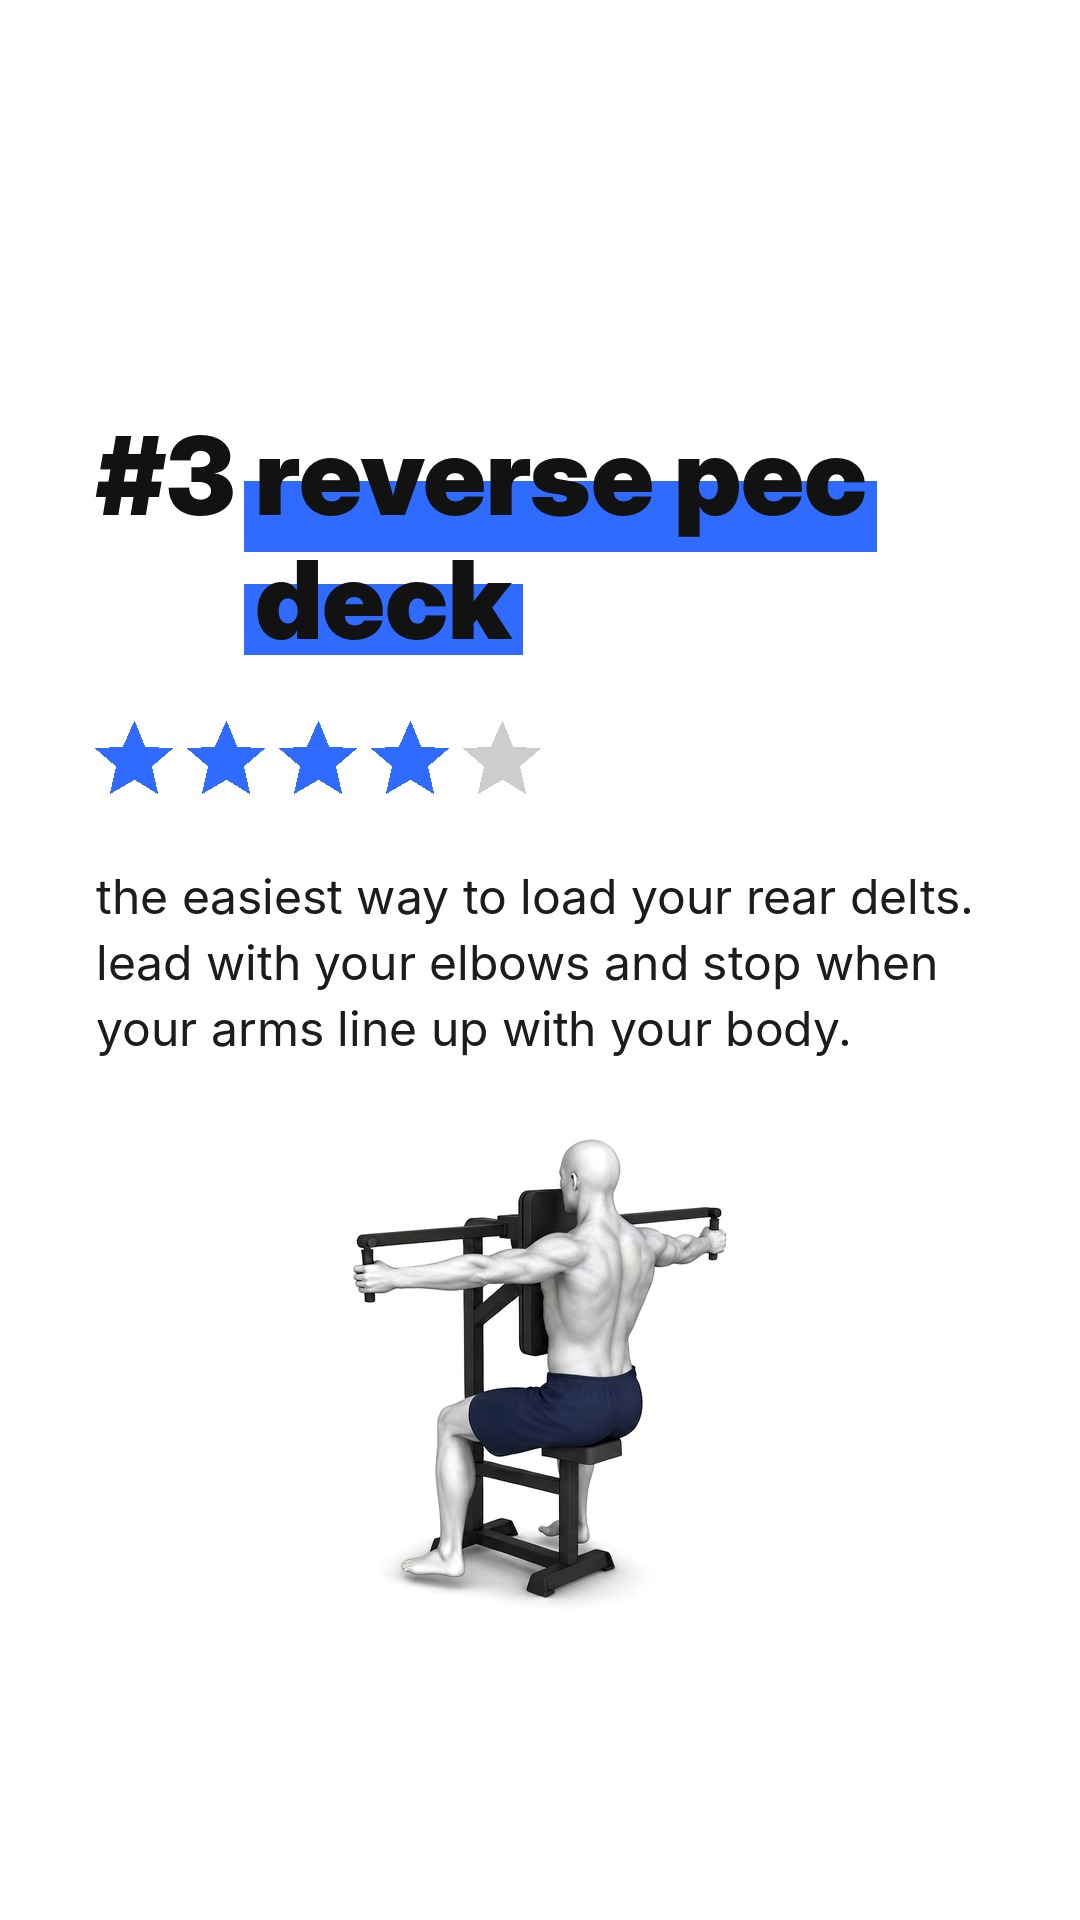 #3 reverse pec
deck
the easiest way to load your rear delts.
lead with your elbows and stop when
your arms line up with your body.